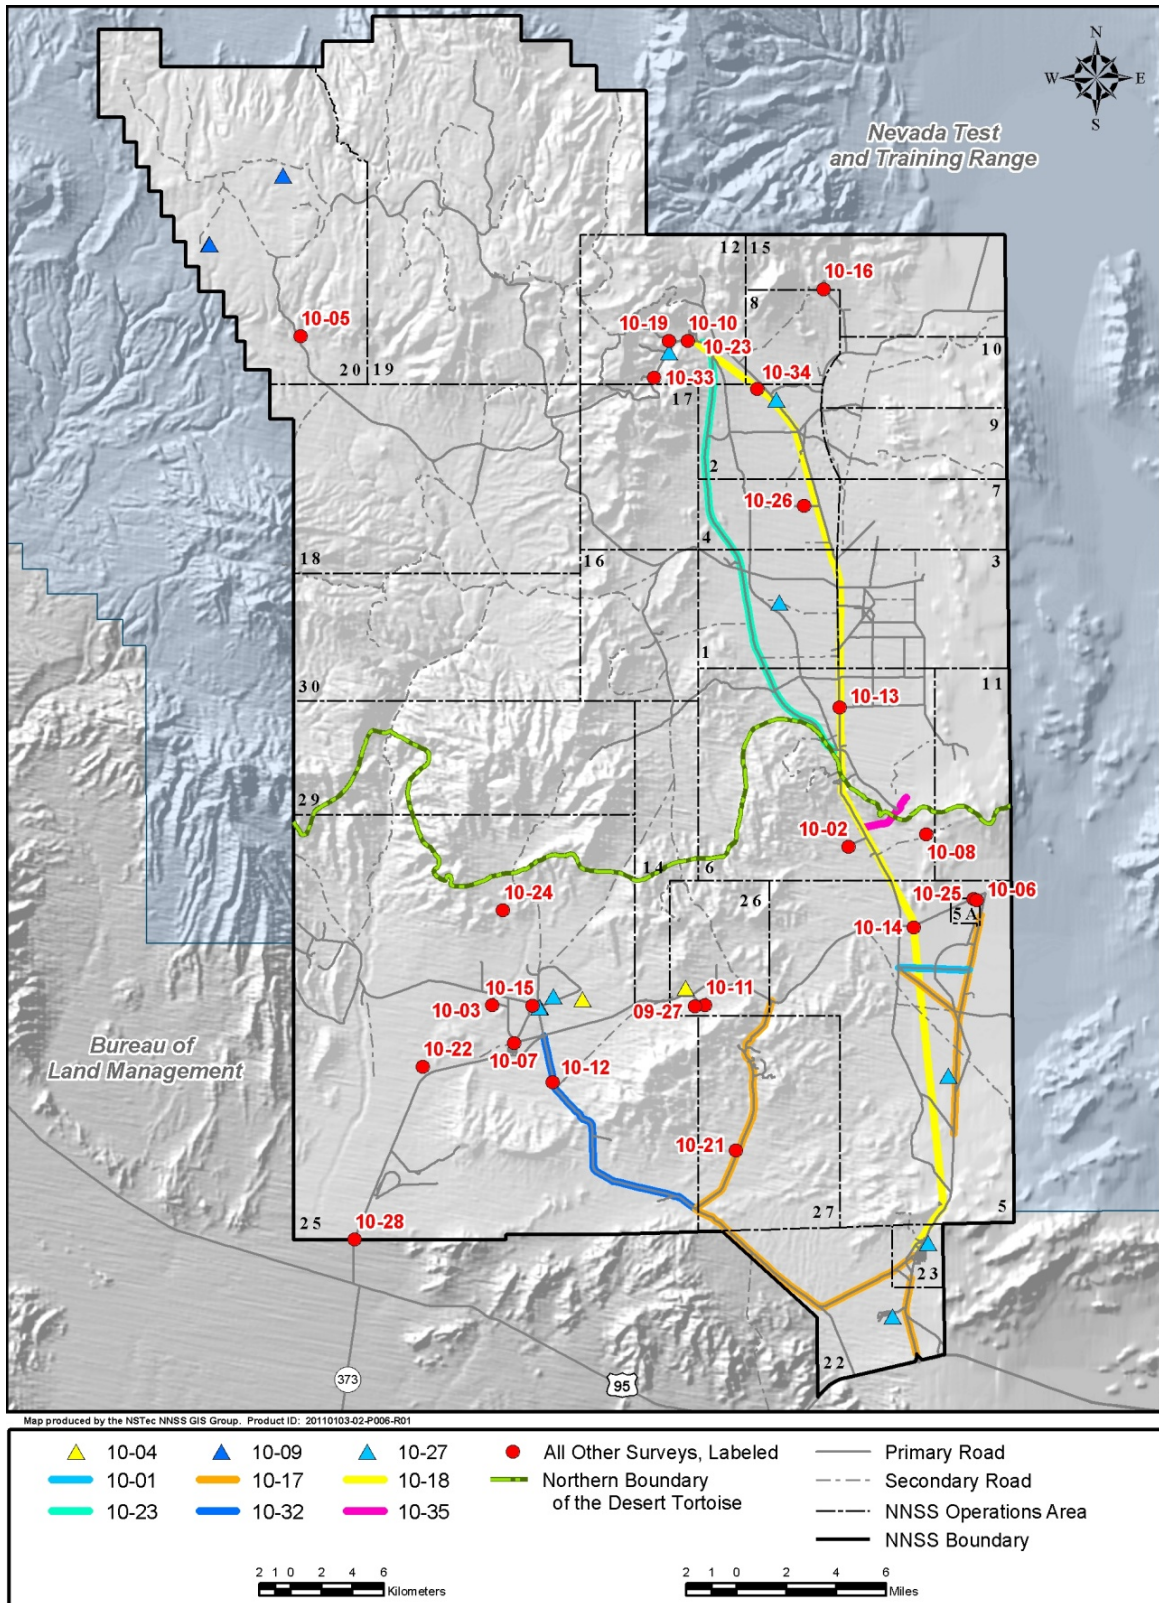 N
W E
S
Nevada Test
and Training Range
12 15
10-16
8
10-05
10-19 10-10
10-23
10
20 19
10-33
10-34
17
9
2
7
10-26
4
18
16
3
1
30
10-13
11
29
10-02
10-08
14
6
10-24
26
10-25 10-06
5A
10-14
10-15
10-03
09-27
10-11
Bureau of
Land Management
10-22
10-07
10-12
10-21
25
10-28
27
5
23
22
373
95
Map produced by the NSTec NNSS GIS Group. Product ID: 20110103-02-P006-R01
10-04 10-09 10-27 All Other Surveys, Labeled Primary Road
10-01 10-17 10-18 Northern Boundary
of the Desert Tortoise
Secondary Road
10-23 10-32 10-35 NNSS Operations Area
NNSS Boundary
2 1 0 2 4 6
Kilometers
2 1 0 2 4 6
Miles